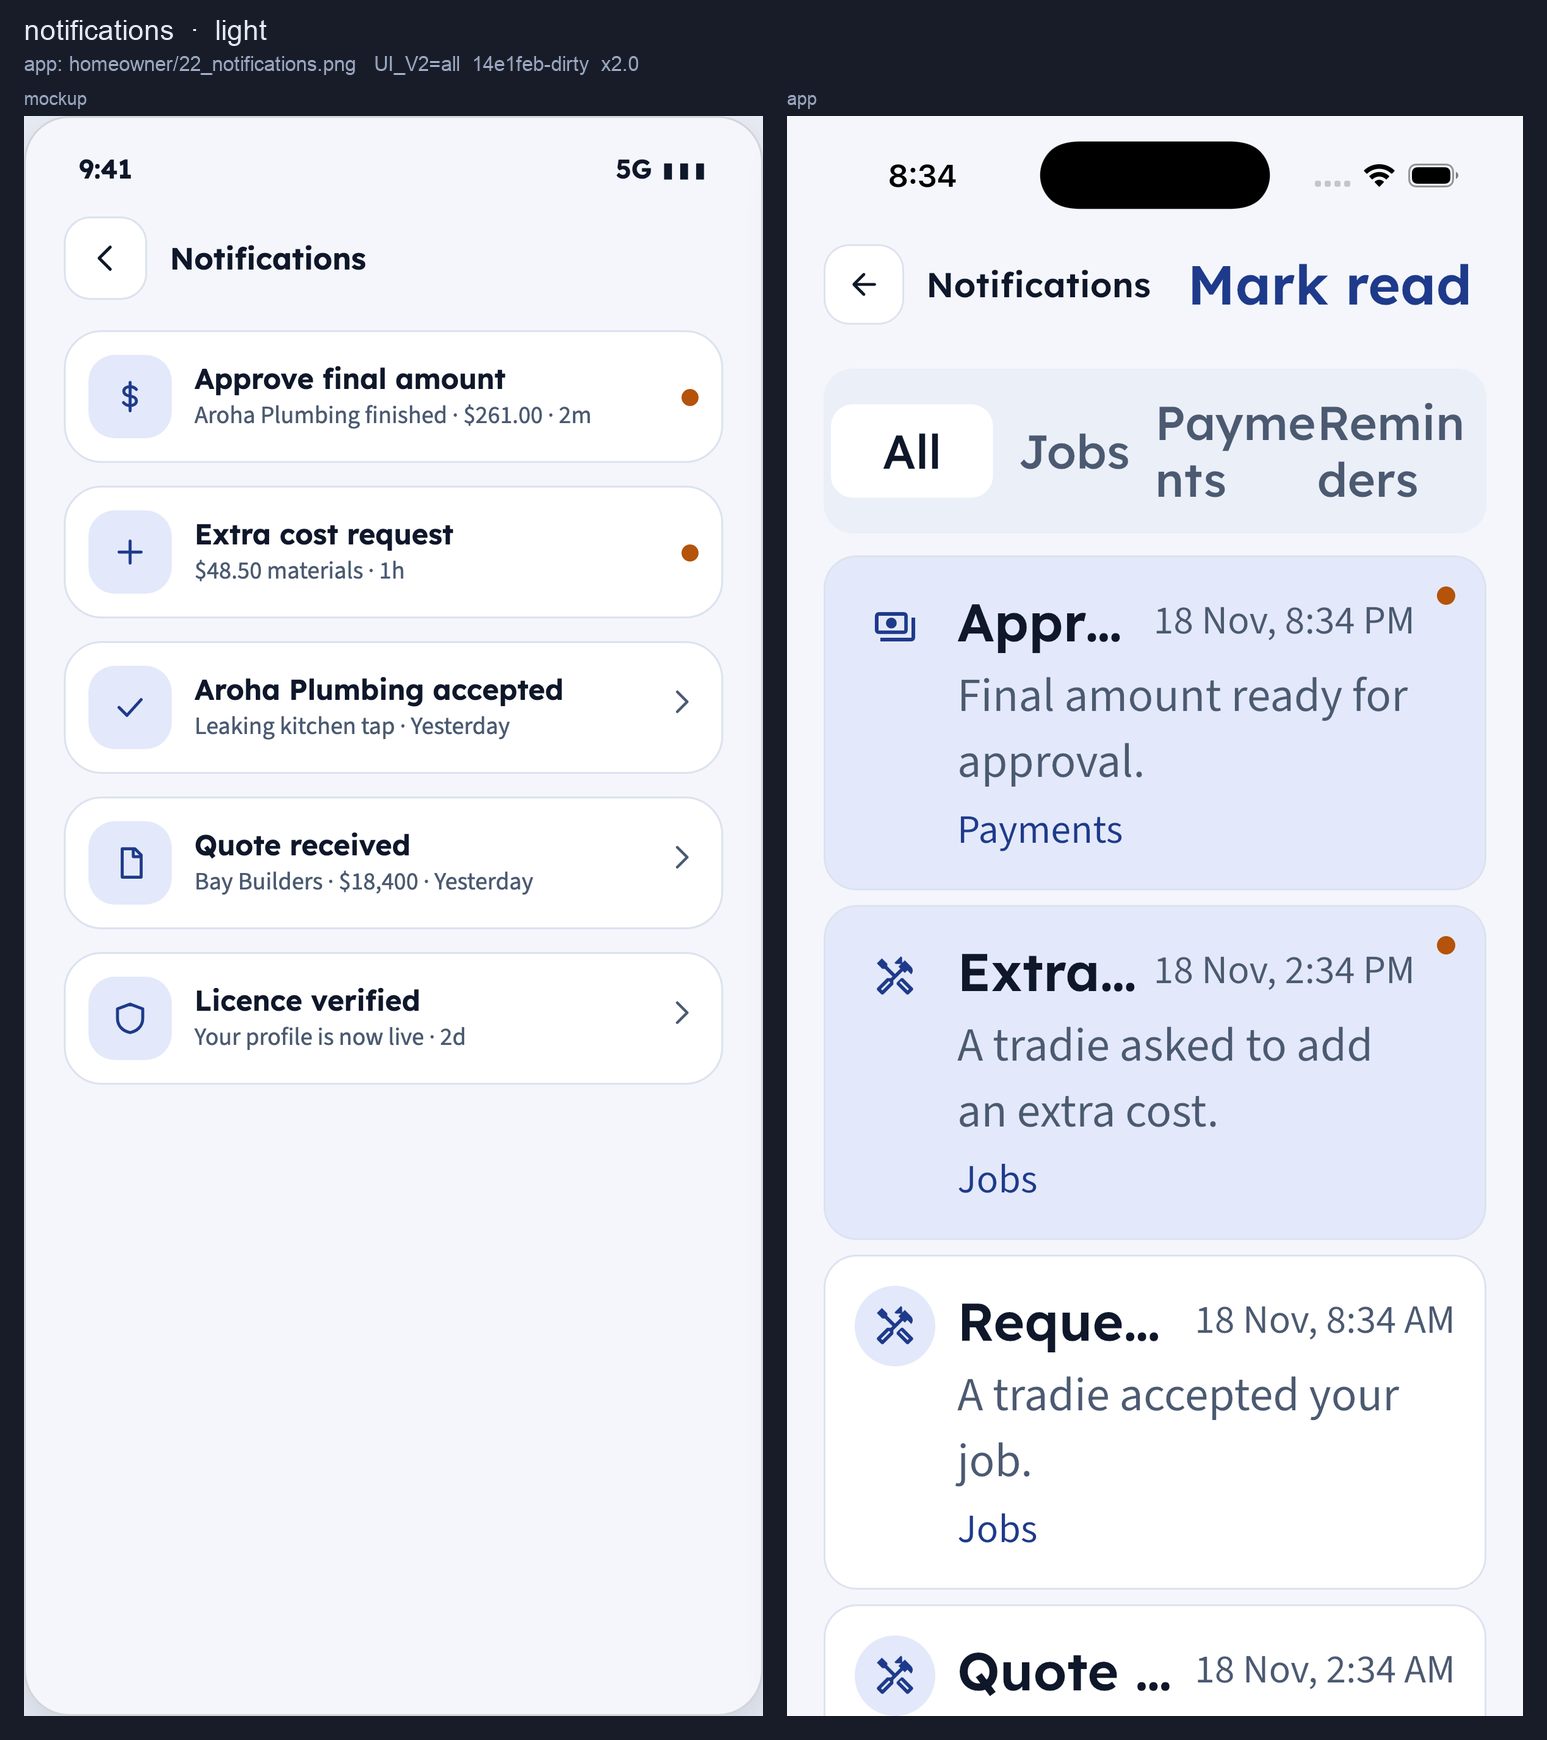 notifications · light
app: homeowner/22_notifications.png UI_V2=all 14e1feb-dirty x2.0
mockup
9:41
5G
Notifications
$
Approve final amount
Aroha Plumbing finished · $261.00 · 2m
Extra cost request
$48.50 materials · 1h
Aroha Plumbing accepted
Leaking kitchen tap · Yesterday
Quote received
Bay Builders · $18,400 · Yesterday
Licence verified
Your profile is now live · 2d
app
8:34
Notifications
Mark read
All
Jobs
Payme
nts
Remin
ders
Appr...
18 Nov, 8:34 PM
Final amount ready for
approval.
Payments
Extra...
18 Nov, 2:34 PM
A tradie asked to add
an extra cost.
Jobs
Reque...
18 Nov, 8:34 AM
A tradie accepted your
job.
Jobs
Quote ...
18 Nov, 2:34 AM